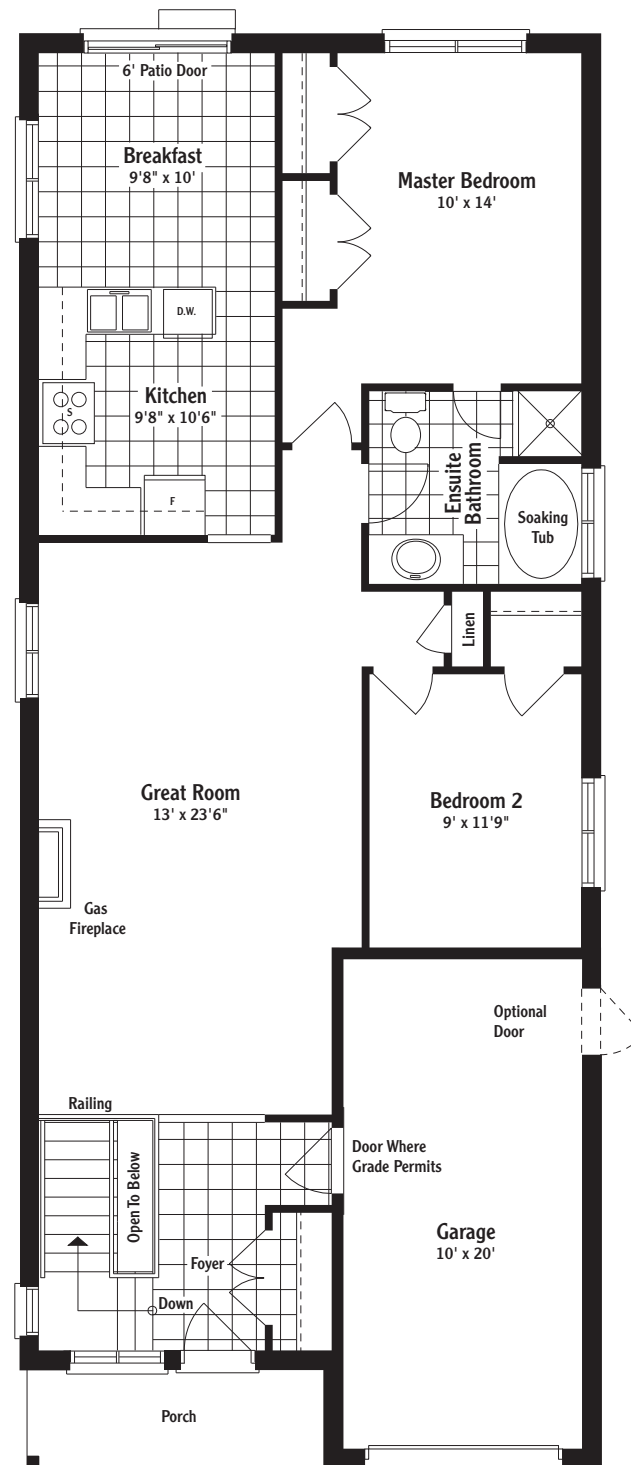 6' Patio Door
Breakfast
9'8" x 10'
Master Bedroom
10' x 14'
D.W.
Kitchen
9'8" x 10'6"
S
F
Ensuite
Bathroom
Soaking
Tub
Linen
Great Room
13' x 23'6"
Bedroom 2
9' x 11'9"
Gas
Fireplace
Optional
Door
Railing
Open To Below
Door Where
Grade Permits
Foyer
Down
Garage
10' x 20'
Porch